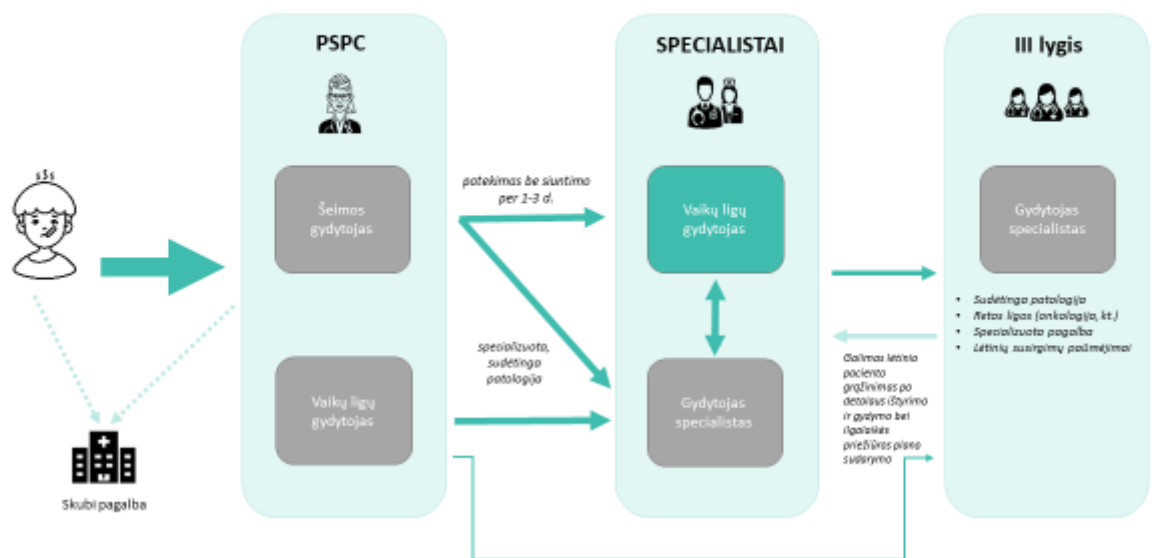 PSPC
Šeimos
gydytojas
Vaikų ligų
gydytojas
patekimas be siuntimo
per 1-3 d.
specializuota,
sudėtinga
patologija
SPECIALISTAI
Vaikų ligų
gydytojas
Gydytojas
specialistas
III lygis
Gydytojas
specialistas
• Sudėtinga patologija
• Retos ligos (onkologija, kt.)
• Specializuota pagalba
• Lėtinių susirgimų paūmėjimai
Galimas lėtinio
paciento
grąžinimas po
detalaus ištyrimo
ir gydymo bei
ilgalaikės
priežiūros plano
sudarymo
Skubi pagalba